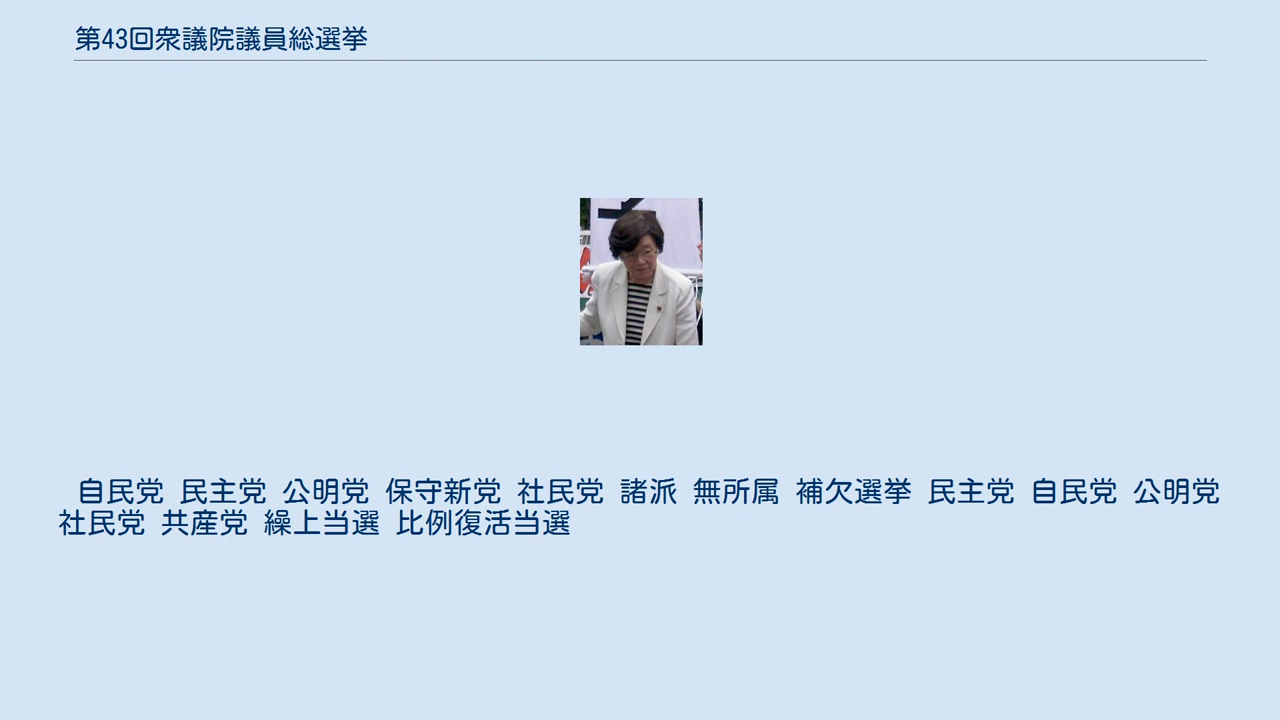 第43回衆議院議員総選挙
自民党 民主党 公明党 保守新党 社民党 諸派 無所属 補欠選挙 民主党 自民党 公明党
社民党 共産党 繰上当選 比例復活当選